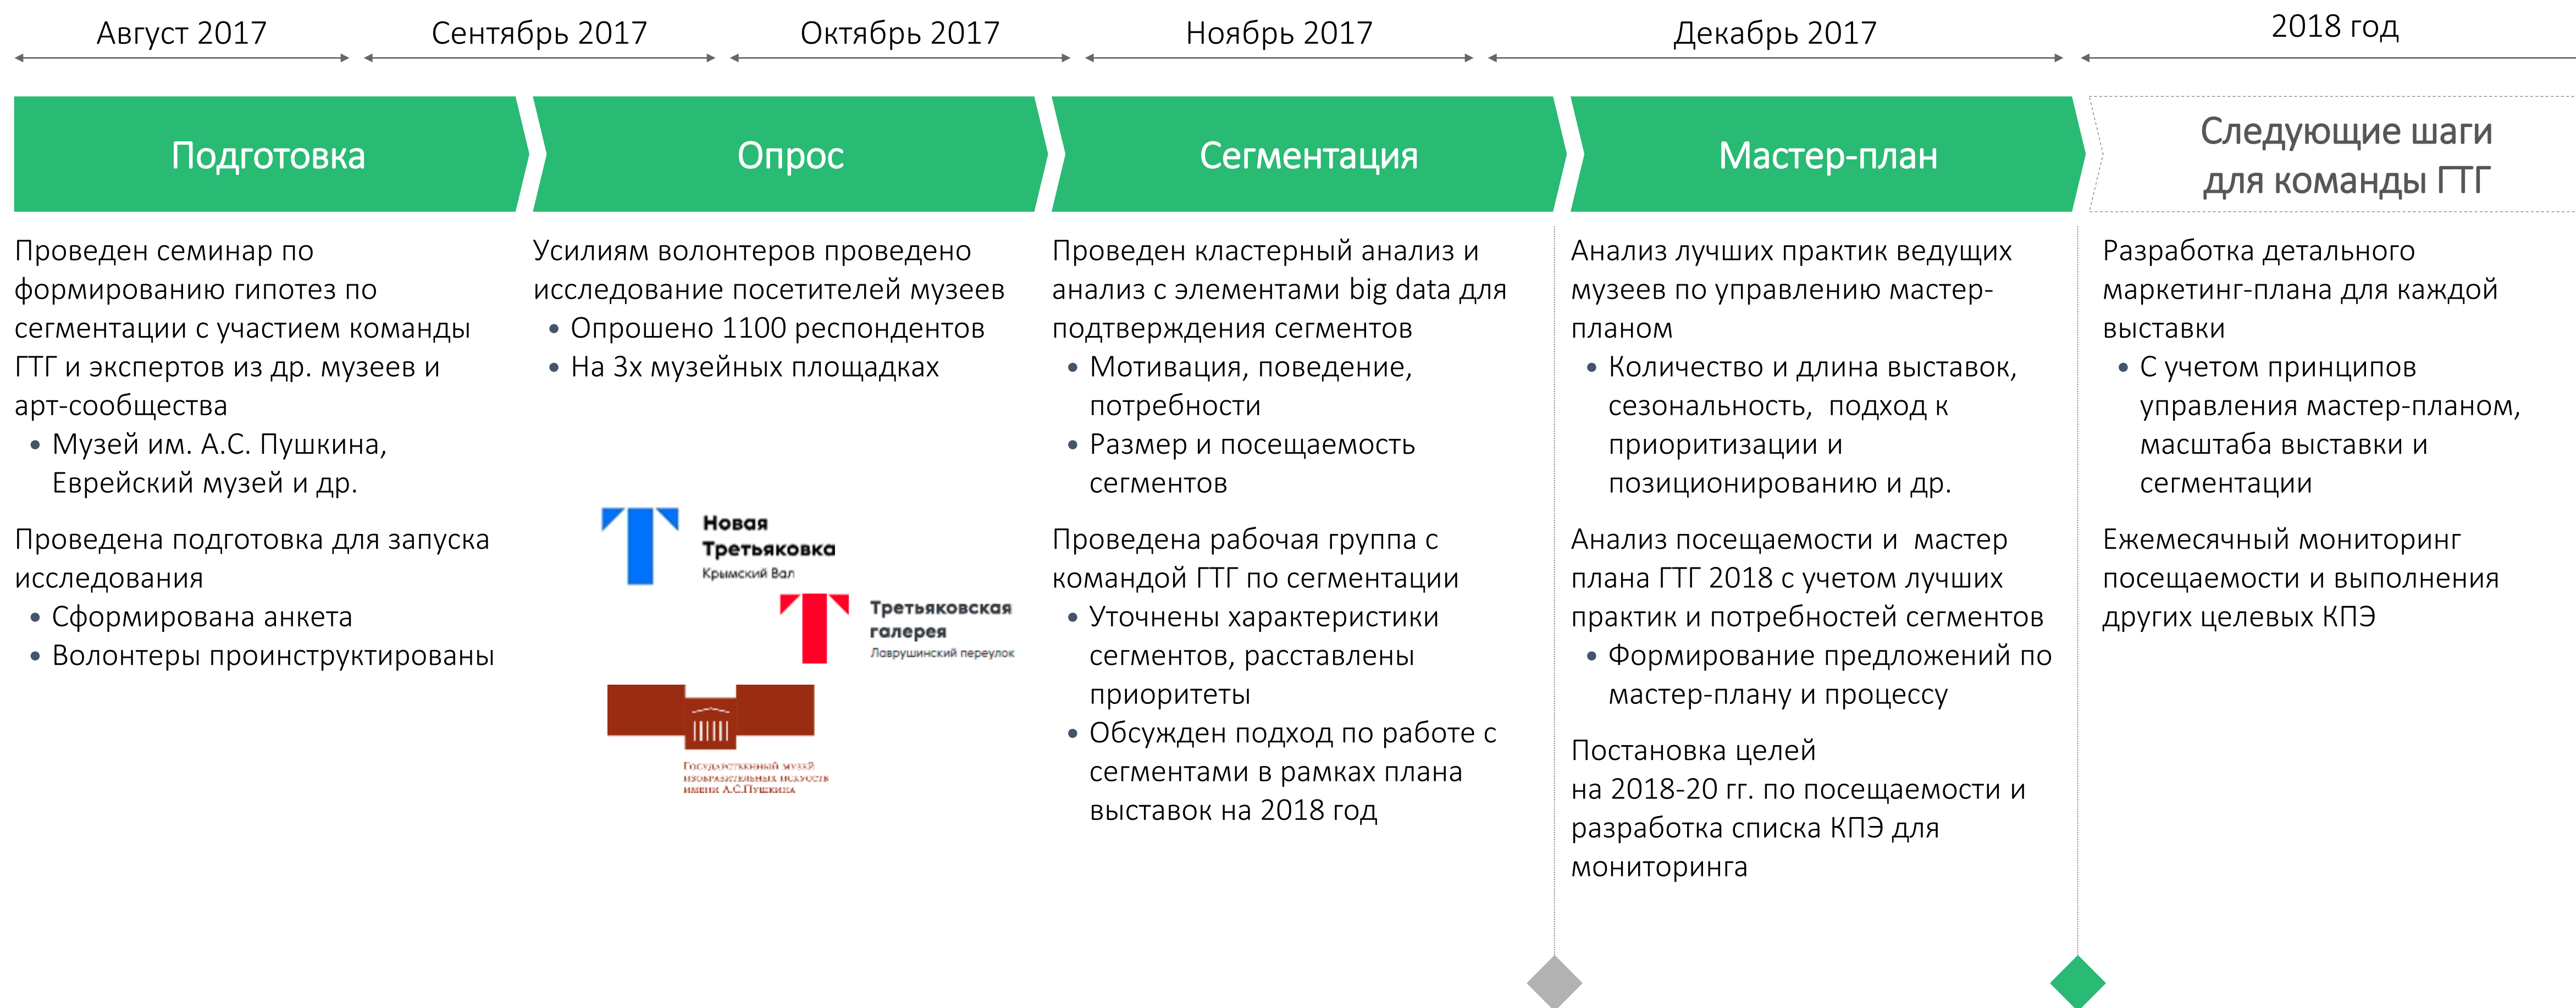 Август 2017
Сентябрь 2017
Октябрь 2017
Ноябрь 2017
Декабрь 2017
2018 год
Подготовка
Опрос
Сегментация
Мастер-план
Следующие шаги
для команды ГТГ
Проведен семинар по
формированию гипотез по
сегментации с участием команды
ГТГ и экспертов из др. музеев и
арт-сообщества
• Музей им. А.С. Пушкина,
Еврейский музей и др.
Проведена подготовка для запуска
исследования
• Сформирована анкета
• Волонтеры проинструктированы
Усилиям волонтеров проведено
исследование посетителей музеев
• Опрошено 1100 респондентов
• На 3х музейных площадках
Новая
Третьяковка
Крымский Вал
Третьяковская
галерея
Лаврушинский переулок
Государственный музей
изобразительных искусств
имени А.С.Пушкина
Проведен кластерный анализ и
анализ с элементами big data для
подтверждения сегментов
• Мотивация, поведение,
потребности
• Размер и посещаемость
сегментов
Проведена рабочая группа с
командой ГТГ по сегментации
• Уточнены характеристики
сегментов, расставлены
приоритеты
• Обсужден подход по работе с
сегментами в рамках плана
выставок на 2018 год
Анализ лучших практик ведущих
музеев по управлению мастер-
планом
• Количество и длина выставок,
сезональность,  подход к
приоритизации и
позиционированию и др.
Анализ посещаемости и  мастер
плана ГТГ 2018 с учетом лучших
практик и потребностей сегментов
• Формирование предложений по
мастер-плану и процессу
Постановка целей
на 2018-20 гг. по посещаемости и
разработка списка КПЭ для
мониторинга
Разработка детального
маркетинг-плана для каждой
выставки
• С учетом принципов
управления мастер-планом,
масштаба выставки и
сегментации
Ежемесячный мониторинг
посещаемости и выполнения
других целевых КПЭ